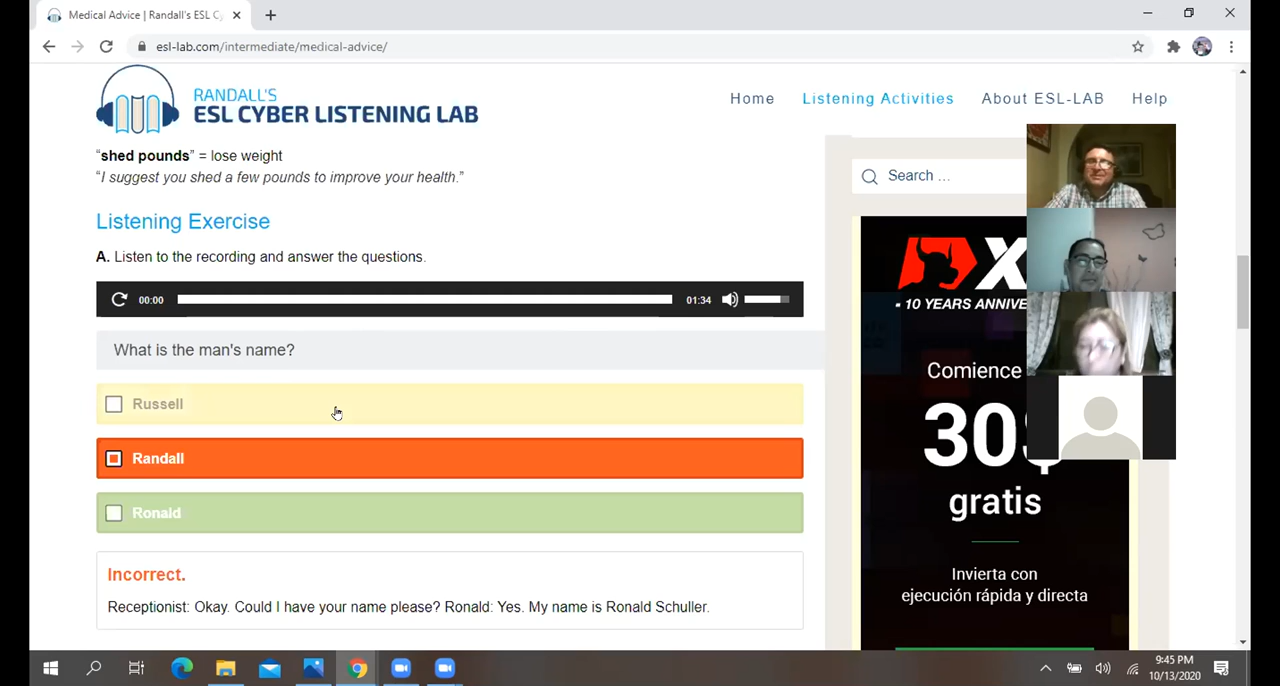 Medical Advice | Randall's ESL C
esl-lab.com/intermediate/medical-advice/
RANDALL'S
ESL CYBER LISTENING LAB
Home
Listening Activities
About ESL-LAB
Help
"shed pounds" = lose weight
"I suggest you shed a few pounds to improve your health."
Search ...
Listening Exercise
A. Listen to the recording and answer the questions.
00:00
01:34
What is the man's name?
Russell
Randall
Ronald
Incorrect.
Receptionist: Okay. Could I have your name please? Ronald: Yes. My name is Ronald Schuller.
X
- 10 YEARS ANNIVE
Comience
30$
gratis
Invierta con
ejecución rápida y directa
9:45 PM
10/13/2020